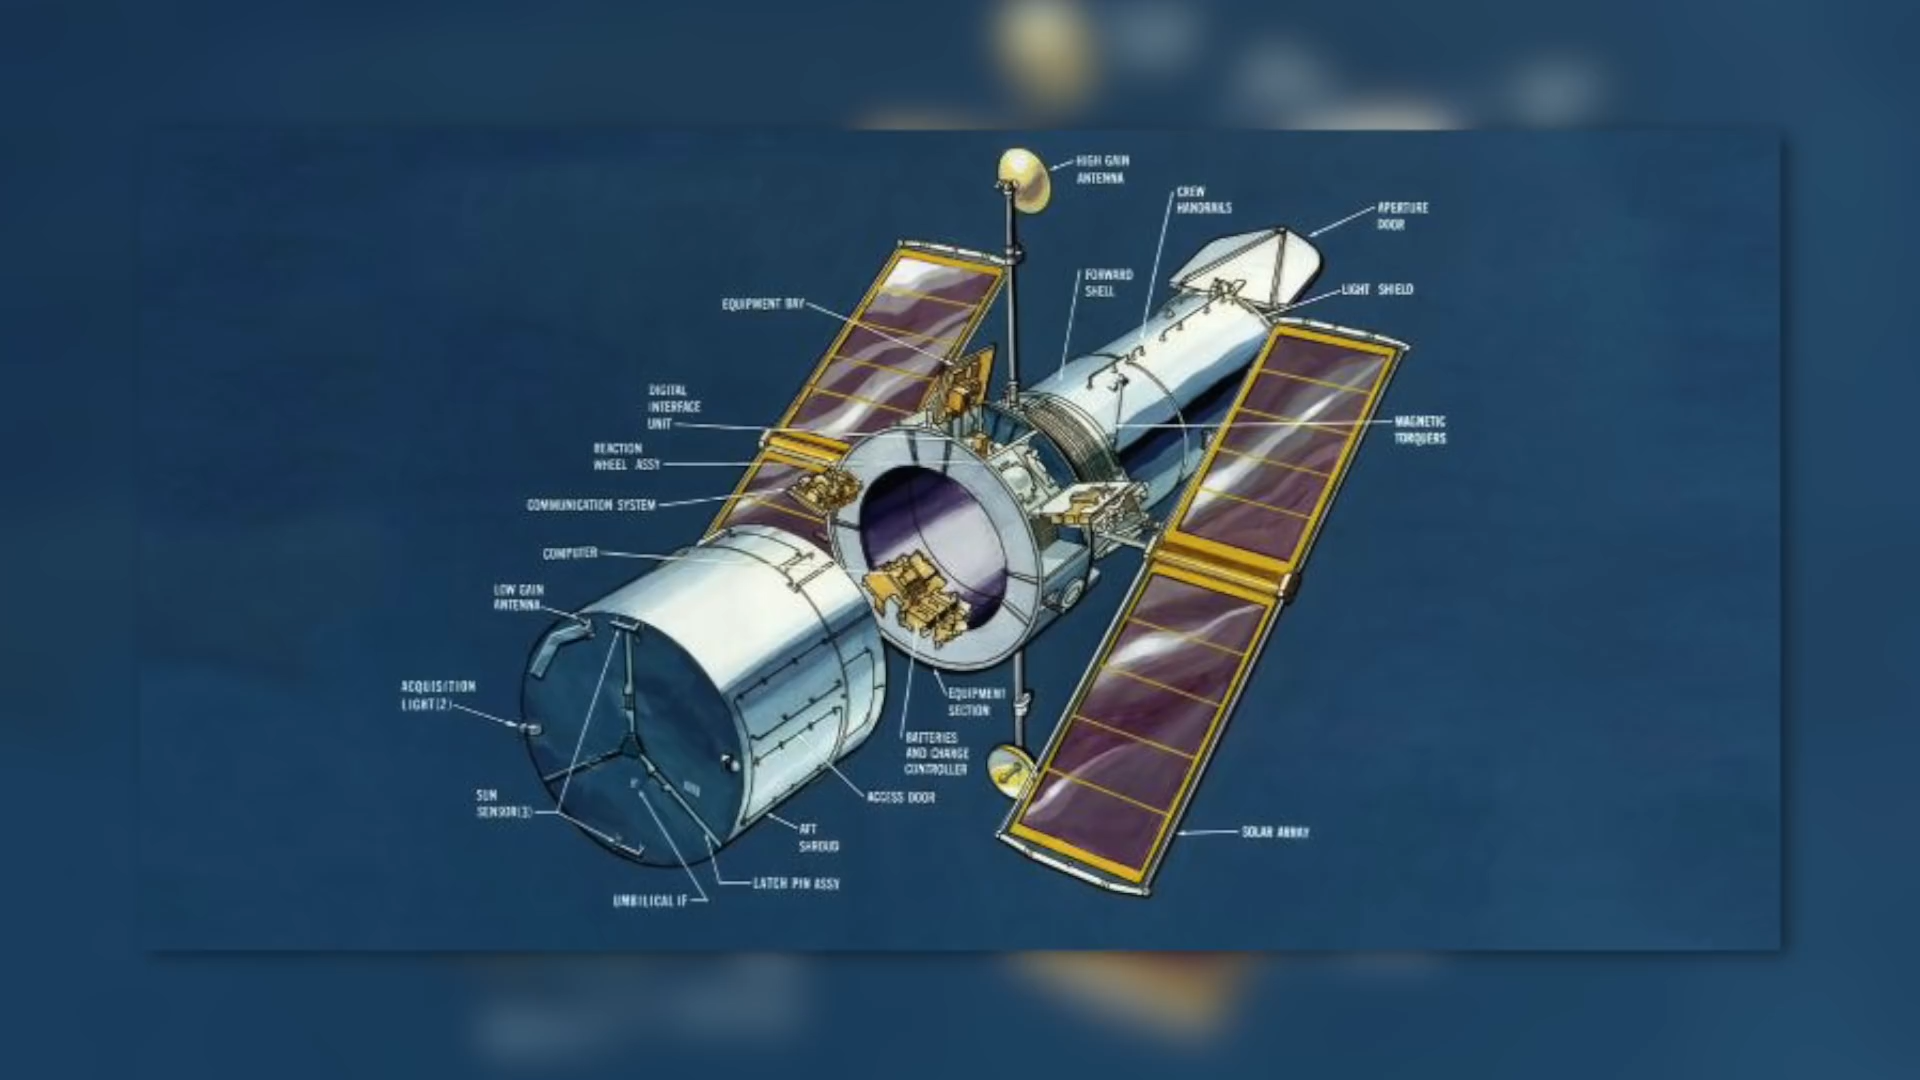 HIGH GAIN
ANTENNA
CREW
HANDRAILS
APERTURE
DOOR
FORWARD
SHELL
LIGHT SHIELD
EQUIPMENT BAY
DIGITAL
INTERFACE
UNIT
MAGNETIC
TORQUERS
REACTION
WHEEL ASSY
COMMUNICATION SYSTEM
COMPUTER
LOW GAIN
ANTENNA
ACQUISITION
LIGHT(2)
EQUIPMENT
SECTION
BATTERIES
AND CHARGE
CONTROLLER
SUN
SENSOR(3)
ACCESS DOOR
AFT
SHROUD
SOLAR ARRAY
LATCH PIN ASSY
UMBILICAL IF